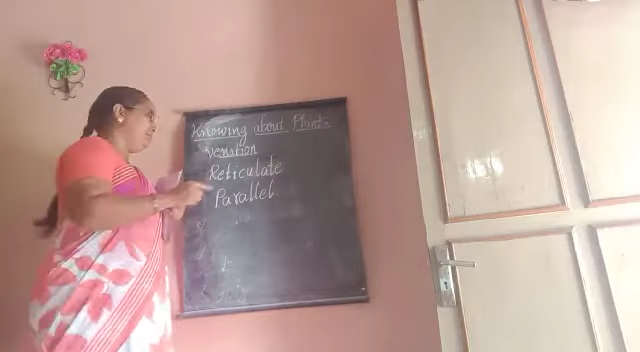 Knowing about Plants
Venation
Reticulate
Parallel